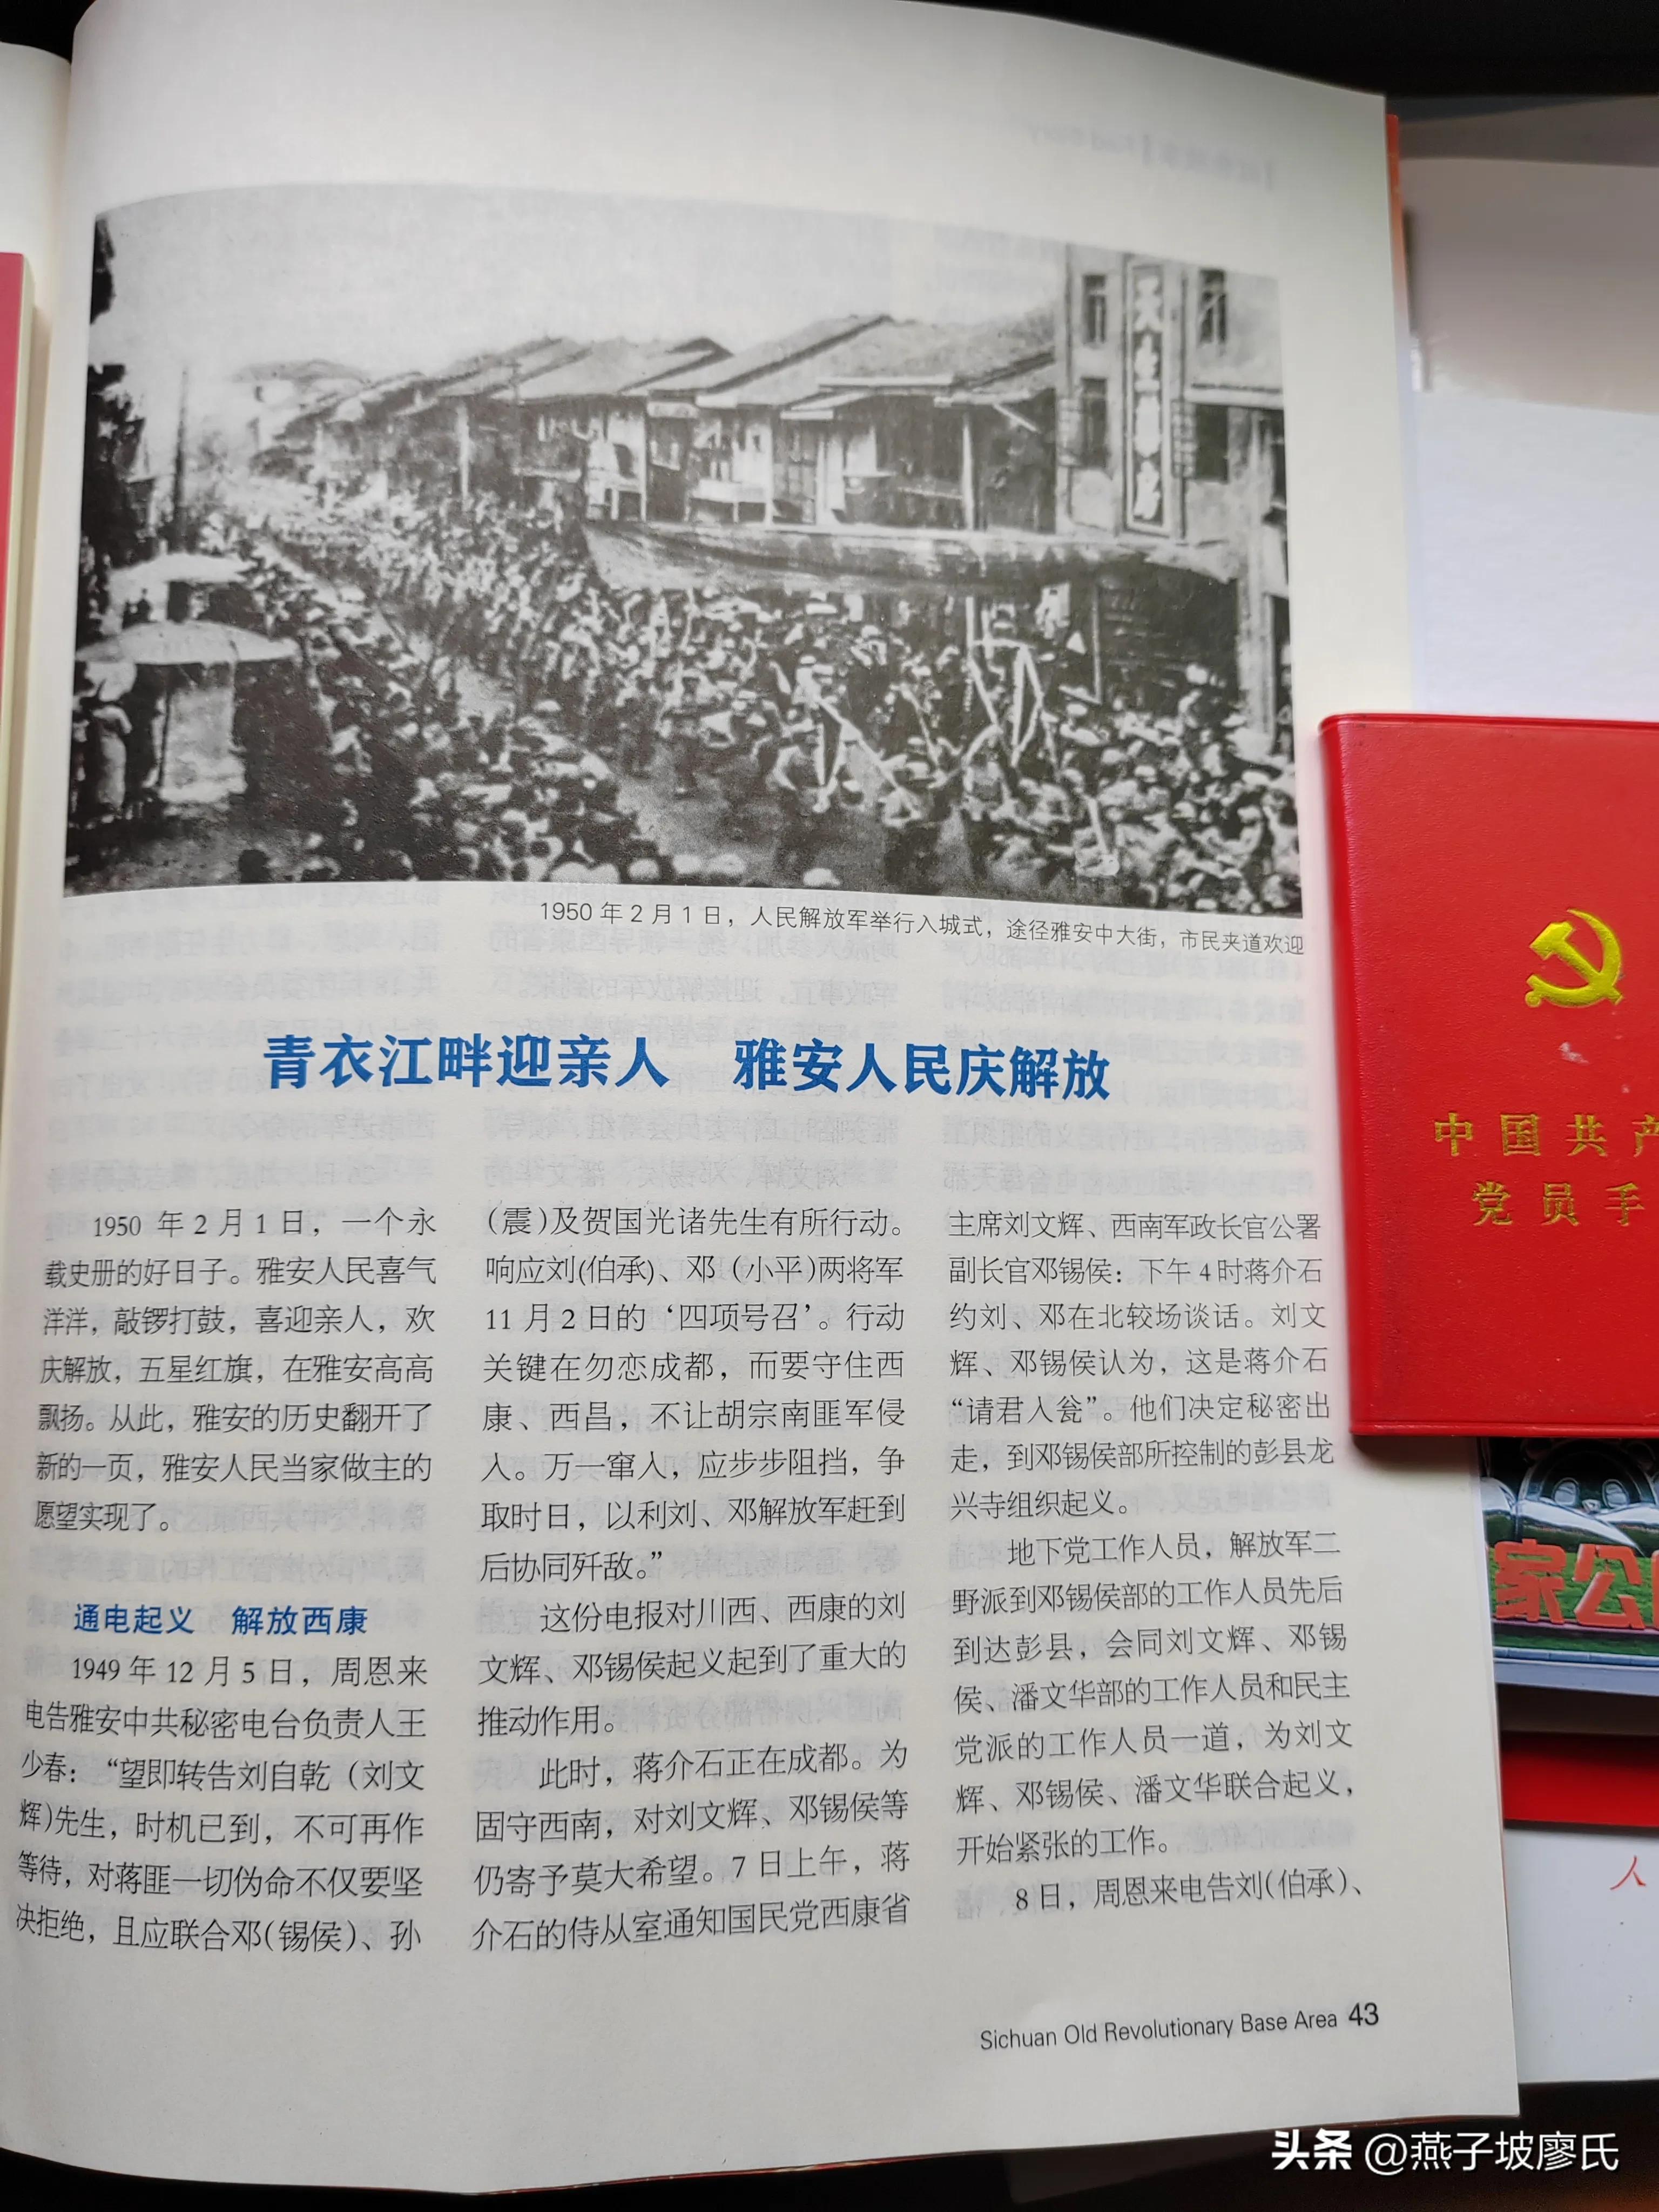 1950年2月1日，人民解放军举行入城式，途径雅安中大街，市民夹道欢迎
青衣江畔迎亲人　雅安人民庆解放
1950 年 2 月 1 日，一个永
载史册的好日子。雅安人民喜气
洋洋，敲锣打鼓，喜迎亲人，欢
庆解放，五星红旗，在雅安高高
飘扬。从此，雅安的历史翻开了
新的一页，雅安人民当家做主的
愿望实现了。
通电起义　解放西康
1949 年 12 月 5 日，周恩来
电告雅安中共秘密电台负责人王
少春：“望即转告刘自乾（刘文
辉)先生，时机已到，不可再作
等待，对蒋匪一切伪命不仅要坚
决拒绝，且应联合邓(锡侯)、孙
(震)及贺国光诸先生有所行动。
响应刘(伯承)、邓（小平)两将军
11 月 2 日的‘四项号召’。行动
关键在勿恋成都，而要守住西
康、西昌，不让胡宗南匪军侵
入。万一窜入，应步步阻挡，争
取时日，以利刘、邓解放军赶到
后协同歼敌。”
这份电报对川西、西康的刘
文辉、邓锡侯起义起到了重大的
推动作用。
此时，蒋介石正在成都。为
固守西南，对刘文辉、邓锡侯等
仍寄予莫大希望。7 日上午，蒋
介石的侍从室通知国民党西康省
主席刘文辉、西南军政长官公署
副长官邓锡侯：下午 4 时蒋介石
约刘、邓在北较场谈话。刘文
辉、邓锡侯认为，这是蒋介石
“请君入瓮”。他们决定秘密出
走，到邓锡侯部所控制的彭县龙
兴寺组织起义。
地下党工作人员，解放军二
野派到邓锡侯部的工作人员先后
到达彭县，会同刘文辉、邓锡
侯、潘文华部的工作人员和民主
党派的工作人员一道，为刘文
辉、邓锡侯、潘文华联合起义，
开始紧张的工作。
8 日，周恩来电告刘(伯承)、
Sichuan Old Revolutionary Base Area 43
中国共产
党员手
家公
人
头条 @燕子坡廖氏